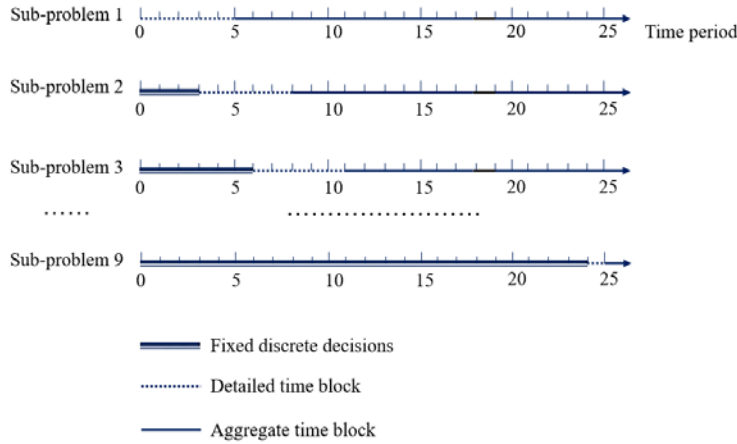 Sub-problem 1
0 5 10 15 20 25 Time period
Sub-problem 2
0 5 10 15 20 25
Sub-problem 3
0 5 10 15 20 25
...... ....................
Sub-problem 9
0 5 10 15 20 25
Fixed discrete decisions
Detailed time block
Aggregate time block